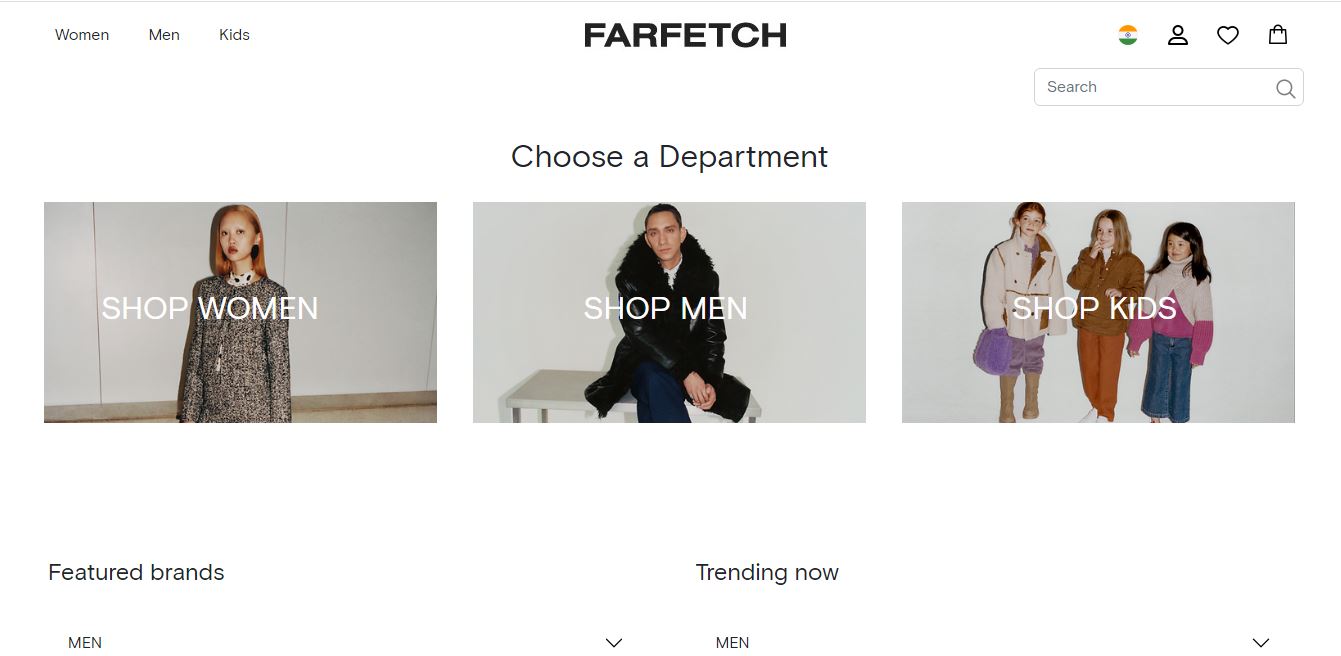 Women Men Kids FARFETCH
Search
Choose a Department
SHOP WOMEN SHOP MEN SHOP KIDS
Featured brands Trending now
MEN MEN